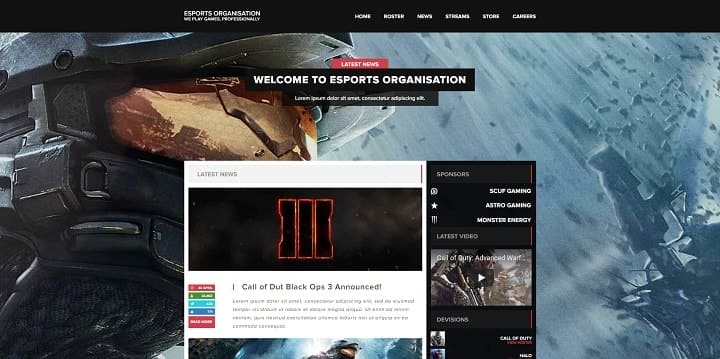 ESPORTS ORGANISATION
WE PLAY GAMES, PROFESSIONALLY
HOME ROSTER NEWS STREAMS STORE CAREERS
LATEST NEWS
WELCOME TO ESPORTS ORGANISATION
Lorem ipsum dolor sit amet, consectetur adipiscing elit.
LATEST NEWS
Call of Dut Black Ops 3 Announced!
Lorem ipsum dolor sit amet, consectetur adipiscing elit, sed do eiusmod
tempor incididunt ut labore et dolore magna aliqua. Ut enim ad minim
veniam, quis nostrud exercitation ullamco laboris nisi ut aliquip ex ea
commodo consequat.
READ MORE
SPONSORS
SCUF GAMING
ASTRO GAMING
MONSTER ENERGY
LATEST VIDEO
Call of Duty: Advanced Warf...
DEVISIONS
CALL OF DUTY
VIEW ROSTER
HALO